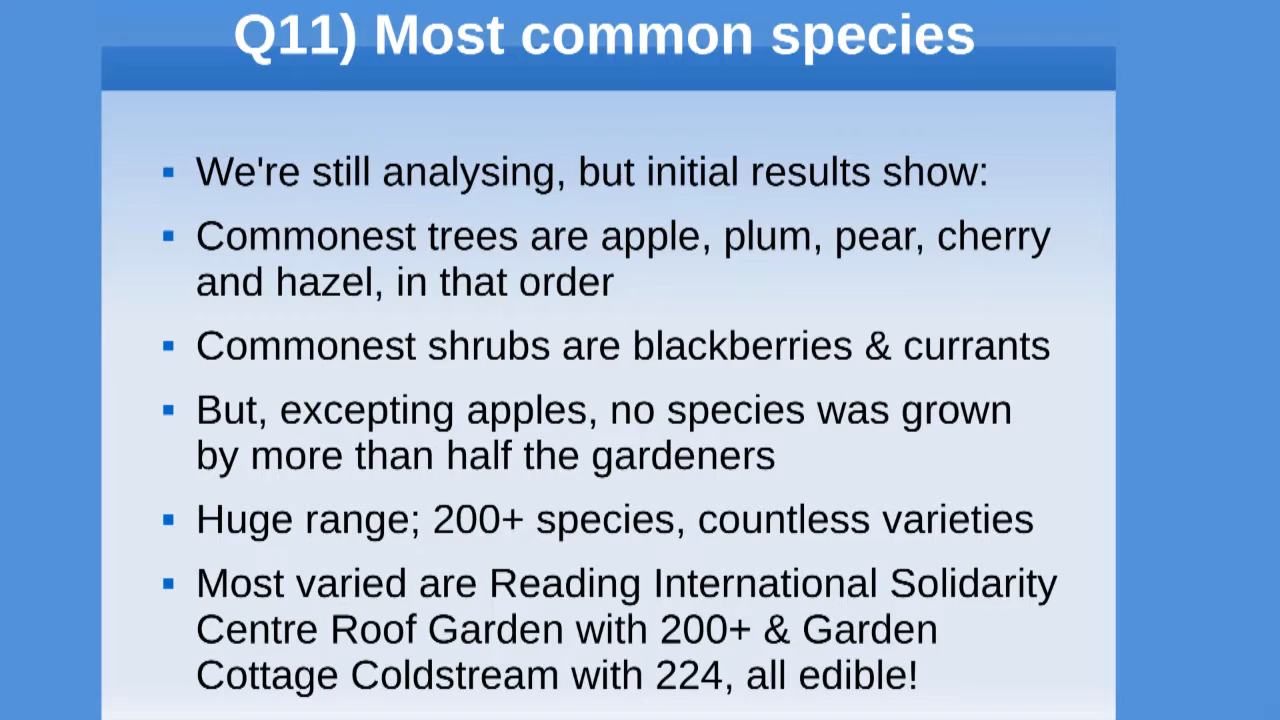 Q11) Most common species
We're still analysing, but initial results show:
Commonest trees are apple, plum, pear, cherry
and hazel, in that order
Commonest shrubs are blackberries & currants
But, excepting apples, no species was grown
by more than half the gardeners
Huge range; 200+ species, countless varieties
Most varied are Reading International Solidarity
Centre Roof Garden with 200+ & Garden
Cottage Coldstream with 224, all edible!